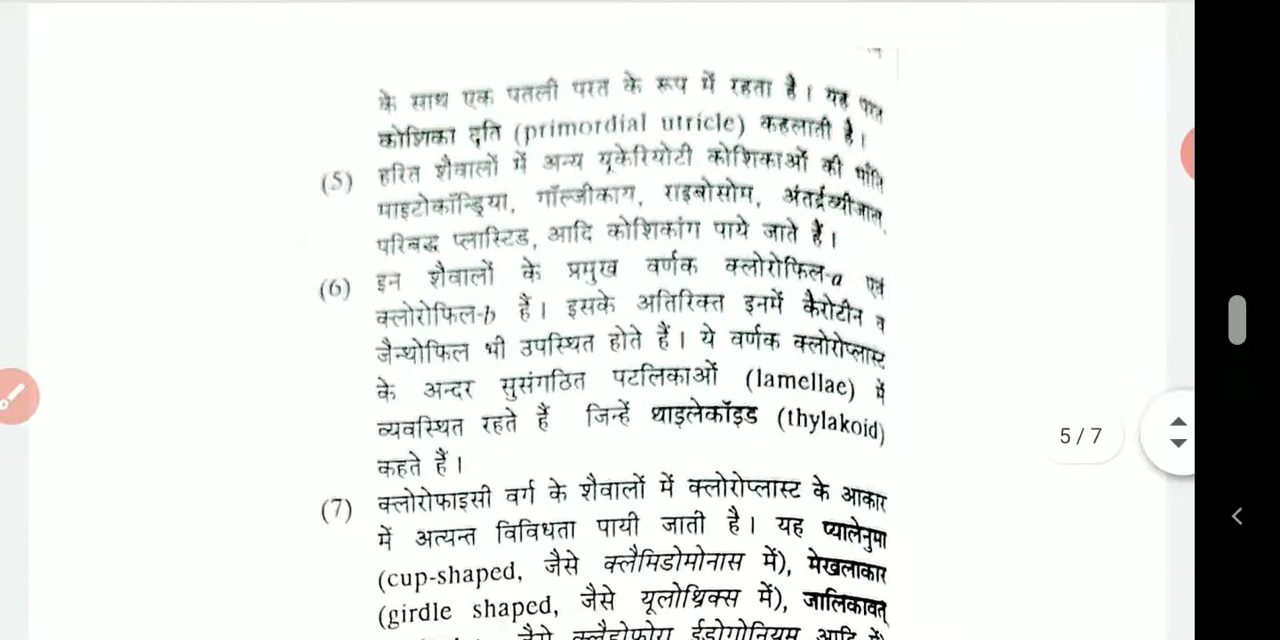 के साथ एक पतली परत के रूप में रहता है। यह परत
कोशिका दृति (primordial utricle) कहलाती है।
(5) हरित शैवालों में अन्य यूकेरियोटी कोशिकाओं की भाँति
माइटोकॉन्ड्रिया, गॉल्जीकाय, राइबोसोम, अंतर्द्रव्यीजाल,
परिबद्ध प्लास्टिड, आदि कोशिकांग पाये जाते हैं।
(6) इन शैवालों के प्रमुख वर्णक क्लोरोफिल-a एवं
क्लोरोफिल-b हैं। इसके अतिरिक्त इनमें कैरोटीन व
जैन्थोफिल भी उपस्थित होते हैं। ये वर्णक क्लोरोप्लास्ट
के अन्दर सुसंगठित पटलिकाओं (lamellae) में
व्यवस्थित रहते हैं जिन्हें थाइलेकॉइड (thylakoid)
कहते हैं।
(7) क्लोरोफाइसी वर्ग के शैवालों में क्लोरोप्लास्ट के आकार
में अत्यन्त विविधता पायी जाती है। यह प्यालेनुमा
(cup-shaped, जैसे क्लैमिडोमोनास में), मेखलाकार
(girdle shaped, जैसे यूलोथ्रिक्स में), जालिकावत्
जैसे क्लैडोफोरा ईडोगोनियम आदि में
5 / 7